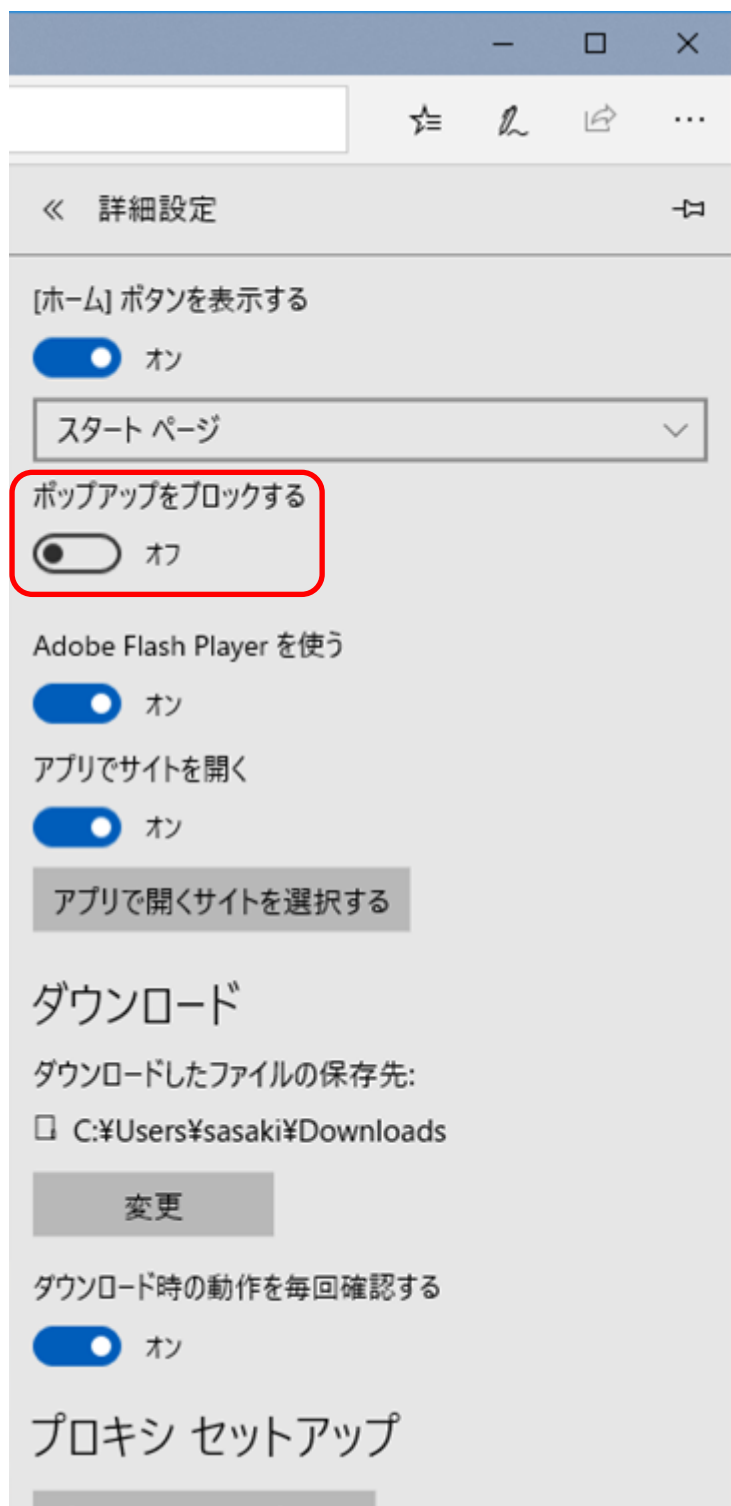 詳細設定
[ホーム] ボタンを表示する
オン
スタート ページ
ポップアップをブロックする
オフ
Adobe Flash Player を使う
オン
アプリでサイトを開く
オン
アプリで開くサイトを選択する
ダウンロード
ダウンロードしたファイルの保存先:
C:¥Users¥sasaki¥Downloads
変更
ダウンロード時の動作を毎回確認する
オン
プロキシ セットアップ